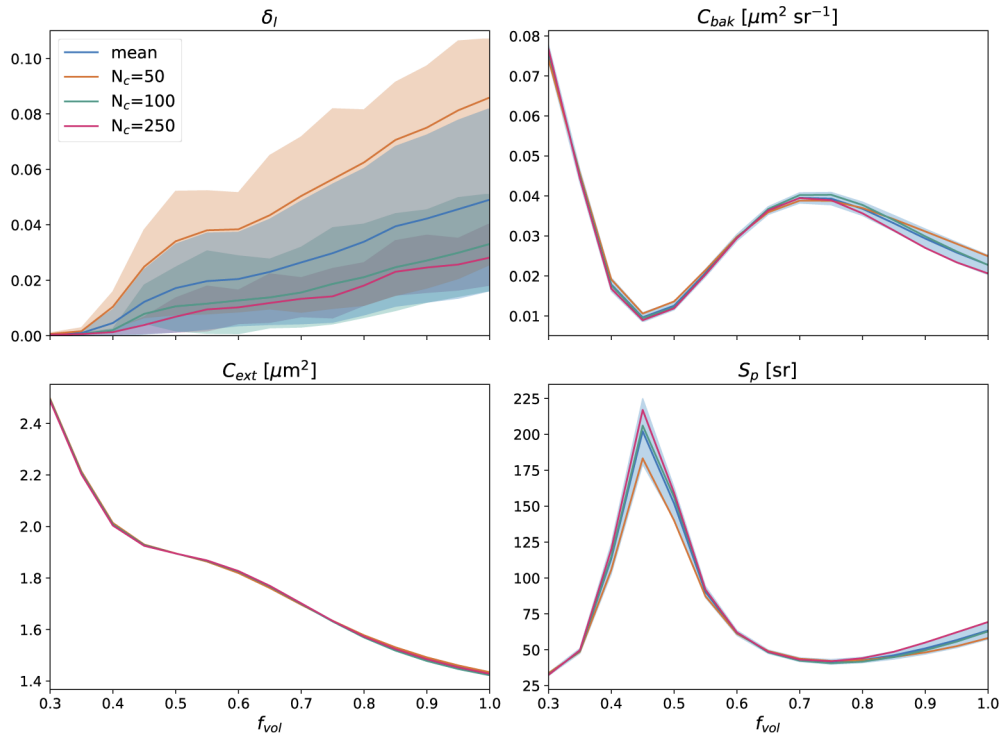 δ_l
0.10
0.08
0.06
0.04
0.02
0.00
mean
N_c=50
N_c=100
N_c=250
C_bak [μm² sr⁻¹]
0.08
0.07
0.06
0.05
0.04
0.03
0.02
0.01
C_ext [μm²]
2.4
2.2
2.0
1.8
1.6
1.4
0.3 0.4 0.5 0.6 0.7 0.8 0.9 1.0
f_vol
S_p [sr]
225
200
175
150
125
100
75
50
25
0.3 0.4 0.5 0.6 0.7 0.8 0.9 1.0
f_vol